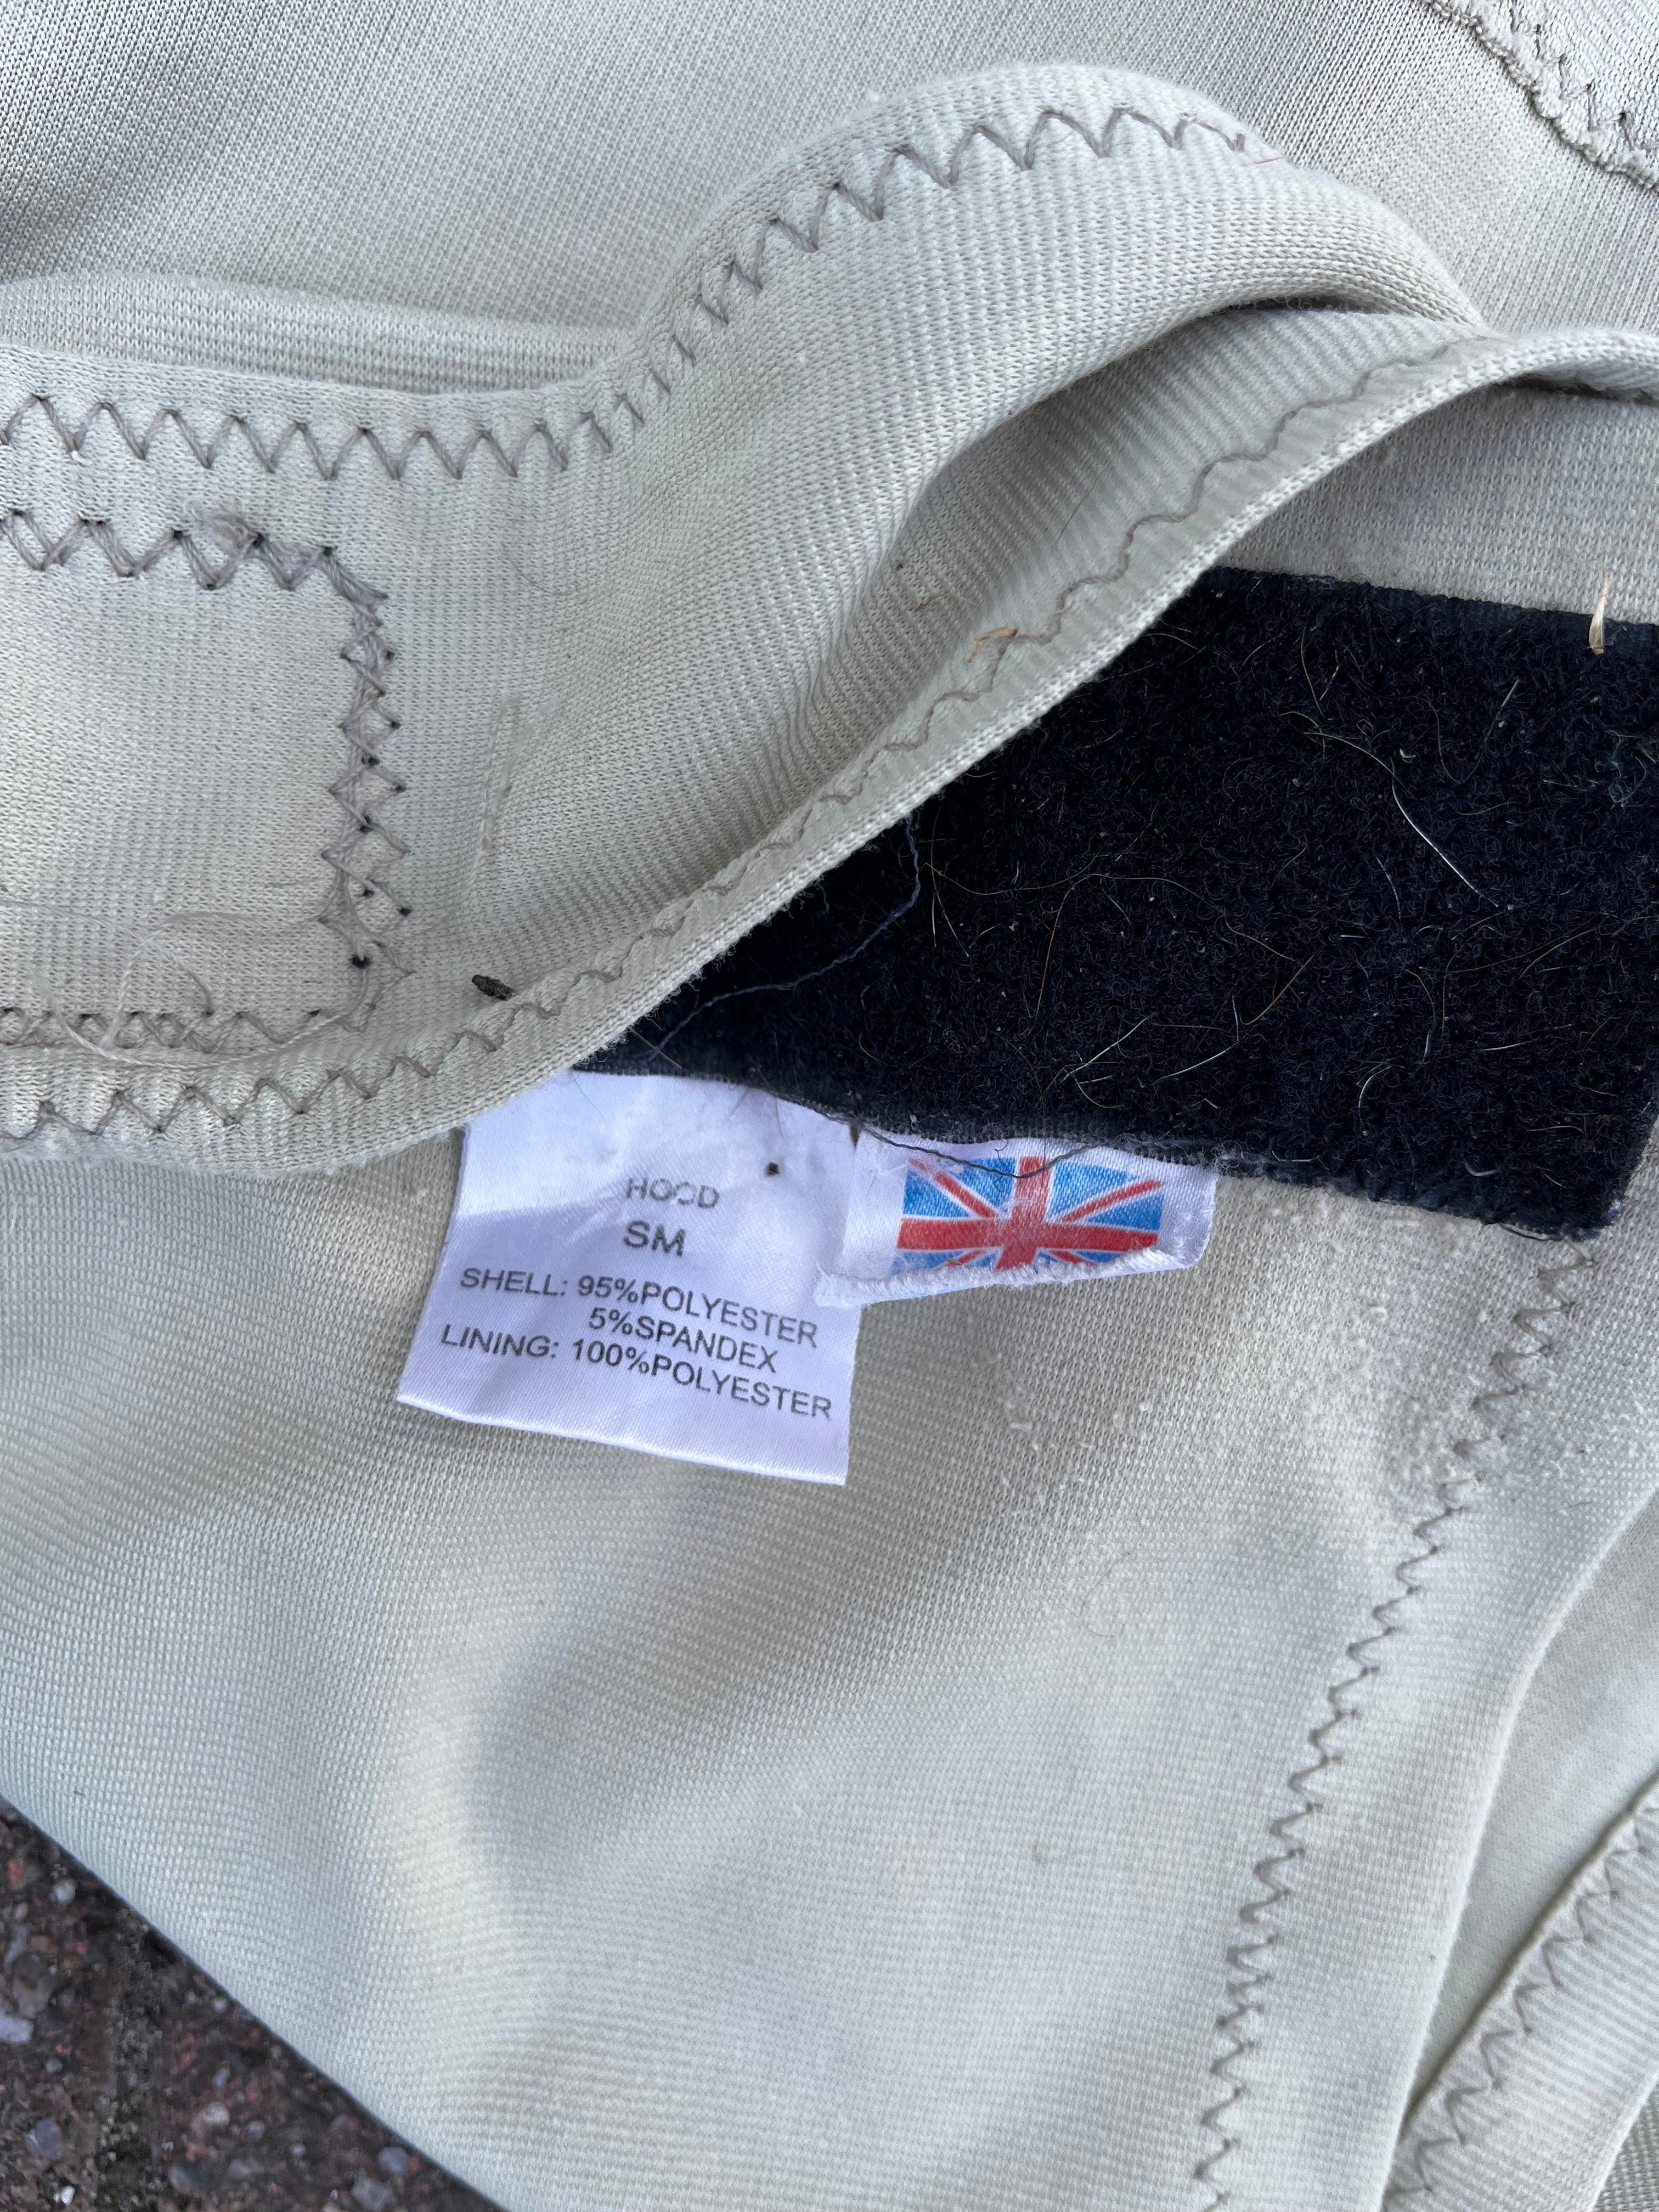 HOOD
SM
SHELL: 95%POLYESTER
5%SPANDEX
LINING: 100%POLYESTER